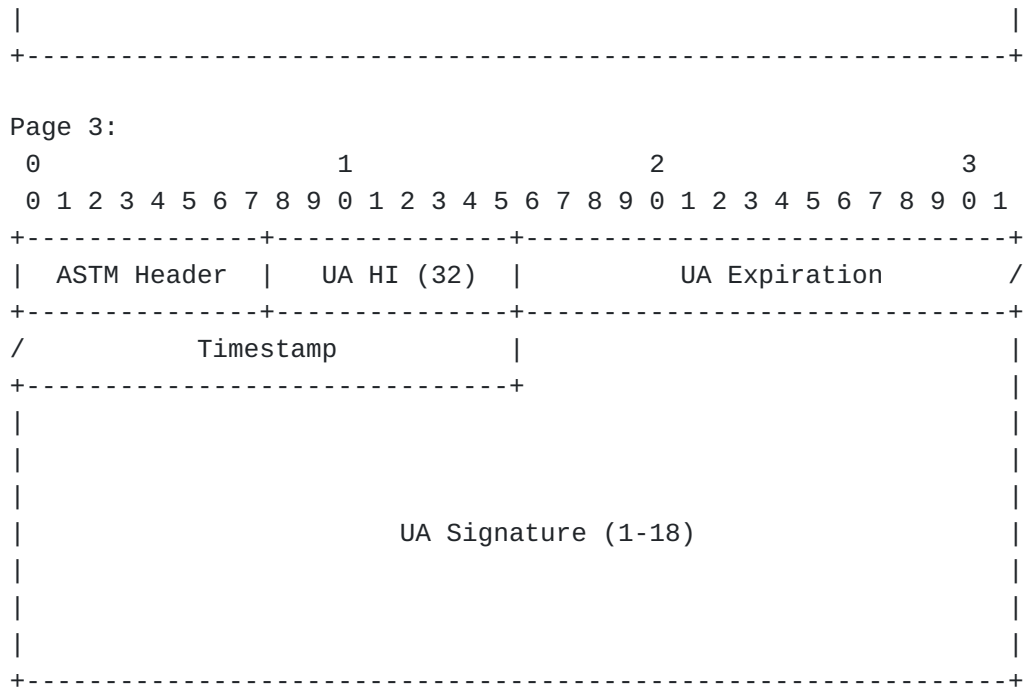 |                                                               |
+---------------------------------------------------------------+

Page 3:
 0                   1                   2                   3
 0 1 2 3 4 5 6 7 8 9 0 1 2 3 4 5 6 7 8 9 0 1 2 3 4 5 6 7 8 9 0 1
+---------------+---------------+-------------------------------+
|  ASTM Header  |   UA HI (32)  |          UA Expiration        /
+---------------+---------------+-------------------------------+
/           Timestamp           |                               |
+-------------------------------+                               |
|                                                               |
|                                                               |
|                                                               |
|                        UA Signature (1-18)                    |
|                                                               |
|                                                               |
|                                                               |
+---------------------------------------------------------------+